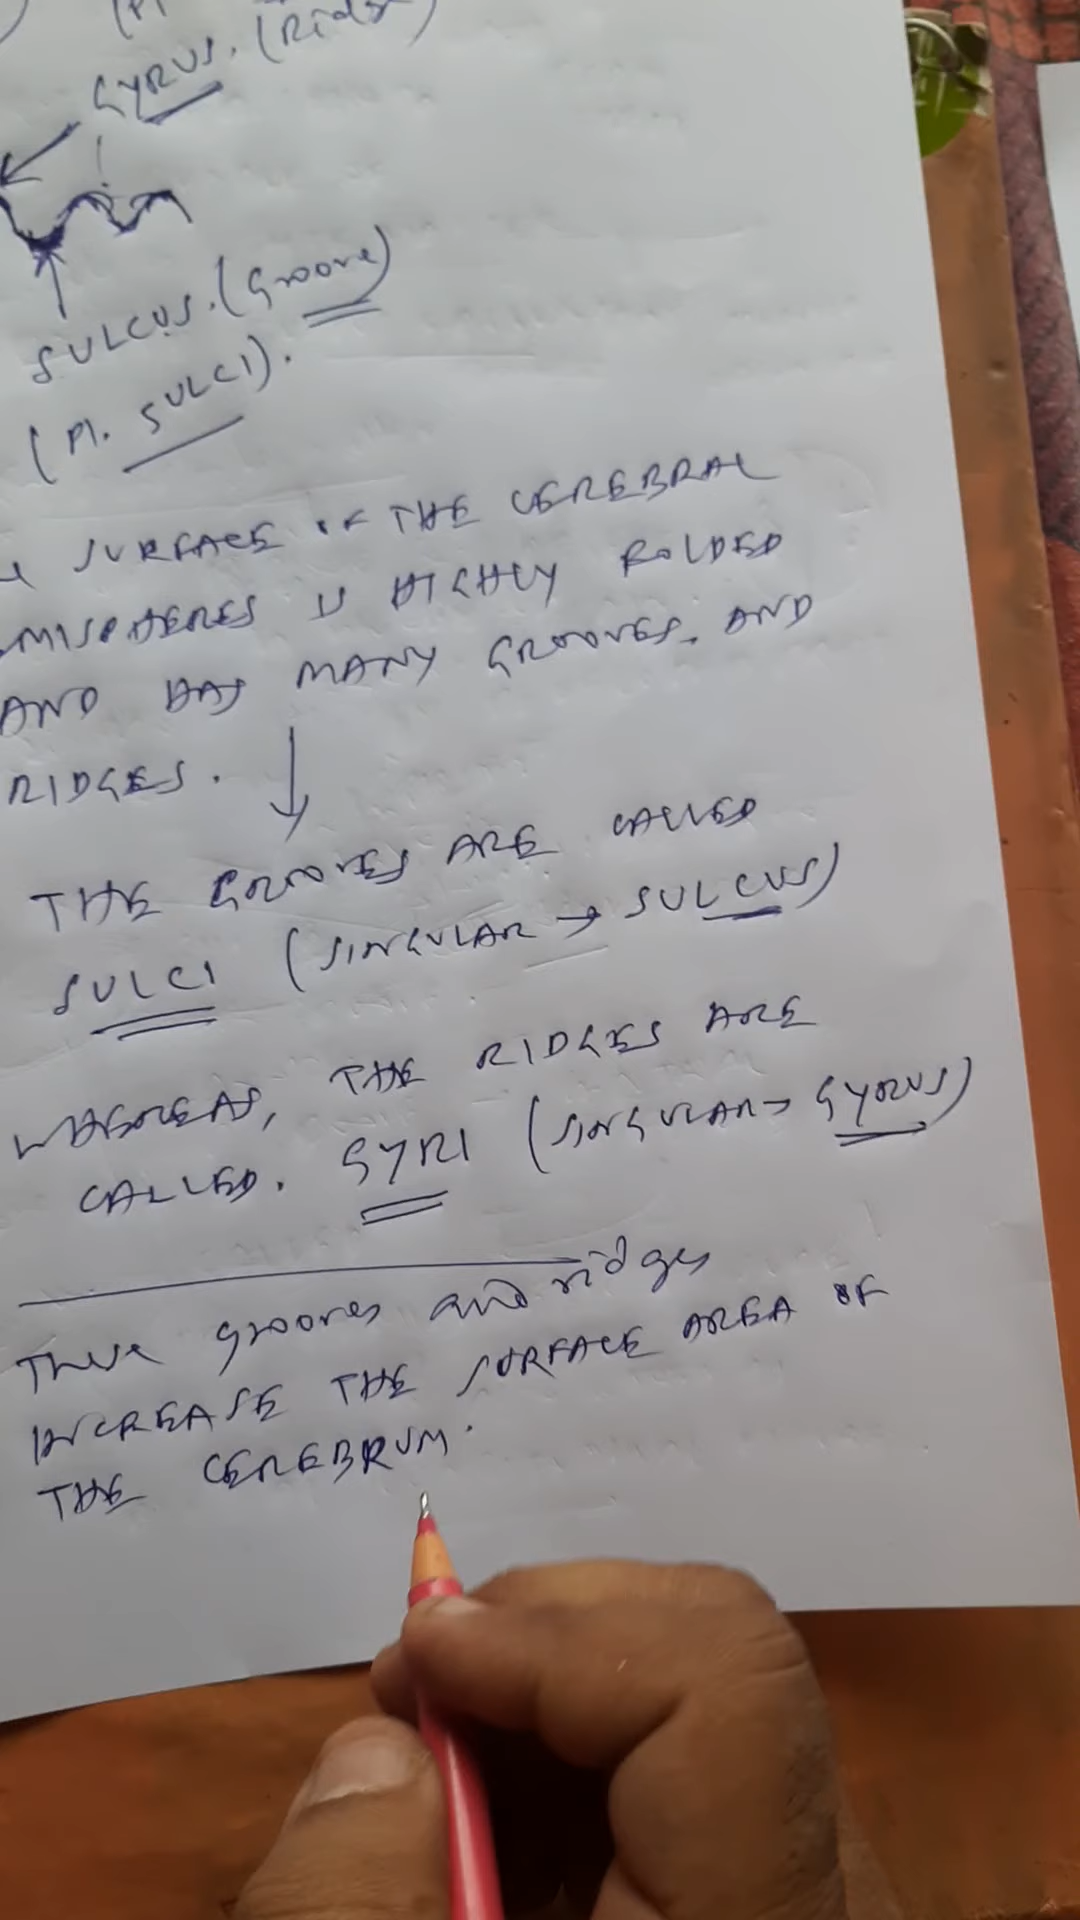 (Pl
GYRUS. (Ridge)
SULCUS. (Groove)
(Pl. SULCI).
SURFACE OF THE CEREBRAL
MISPHERES IS HIGHLY FOLDED
AND HAS MANY GROOVES. AND
RIDGES.
THE GROOVES ARE CALLED
SULCI (SINGULAR → SULCUS)
WHEREAS, THE RIDGES ARE
CALLED. GYRI (SINGULAR → GYRUS)
These grooves and ridges
INCREASE THE SURFACE AREA OF
THE CEREBRUM.